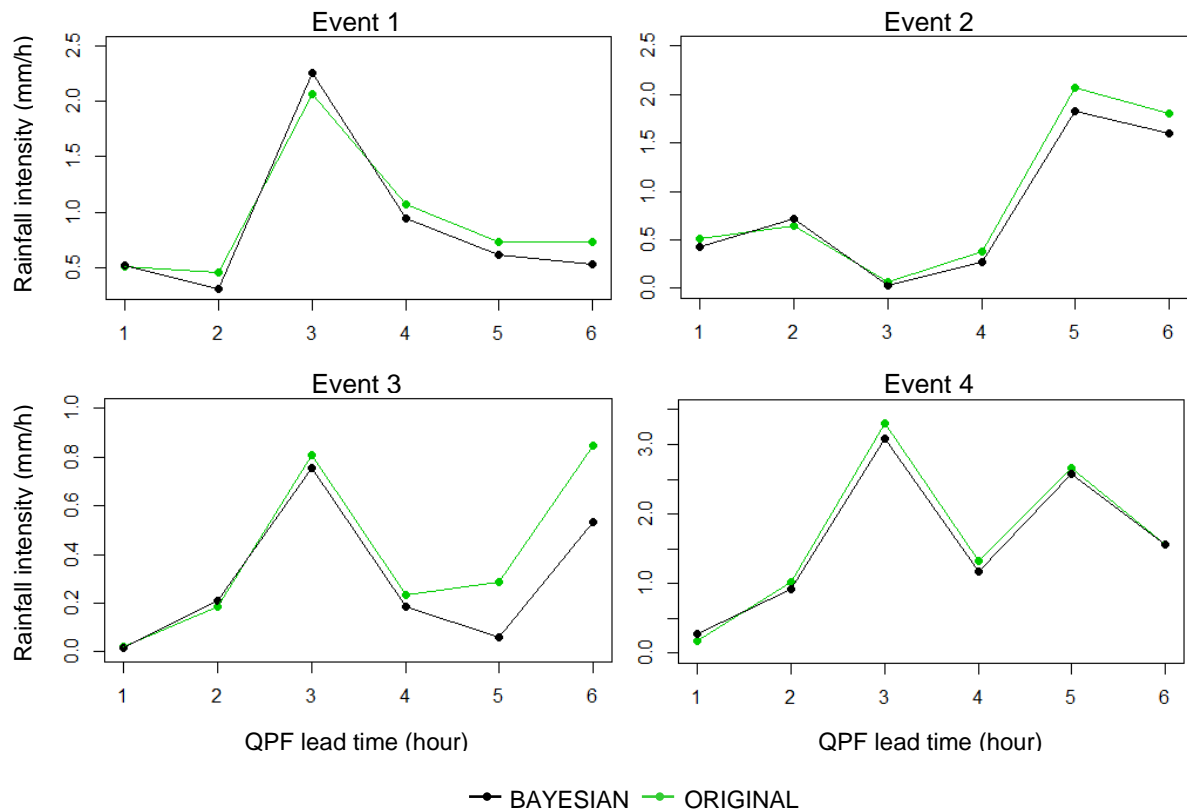 Event 1
Event 2
Rainfall intensity (mm/h)
2.5
2.0
1.5
1.0
0.5
1 2 3 4 5 6
2.5
2.0
1.5
1.0
0.5
0.0
1 2 3 4 5 6
Event 3
Event 4
Rainfall intensity (mm/h)
1.0
0.8
0.6
0.4
0.2
0.0
1 2 3 4 5 6
3.0
2.0
1.0
0.0
1 2 3 4 5 6
QPF lead time (hour)
QPF lead time (hour)
BAYESIAN ORIGINAL